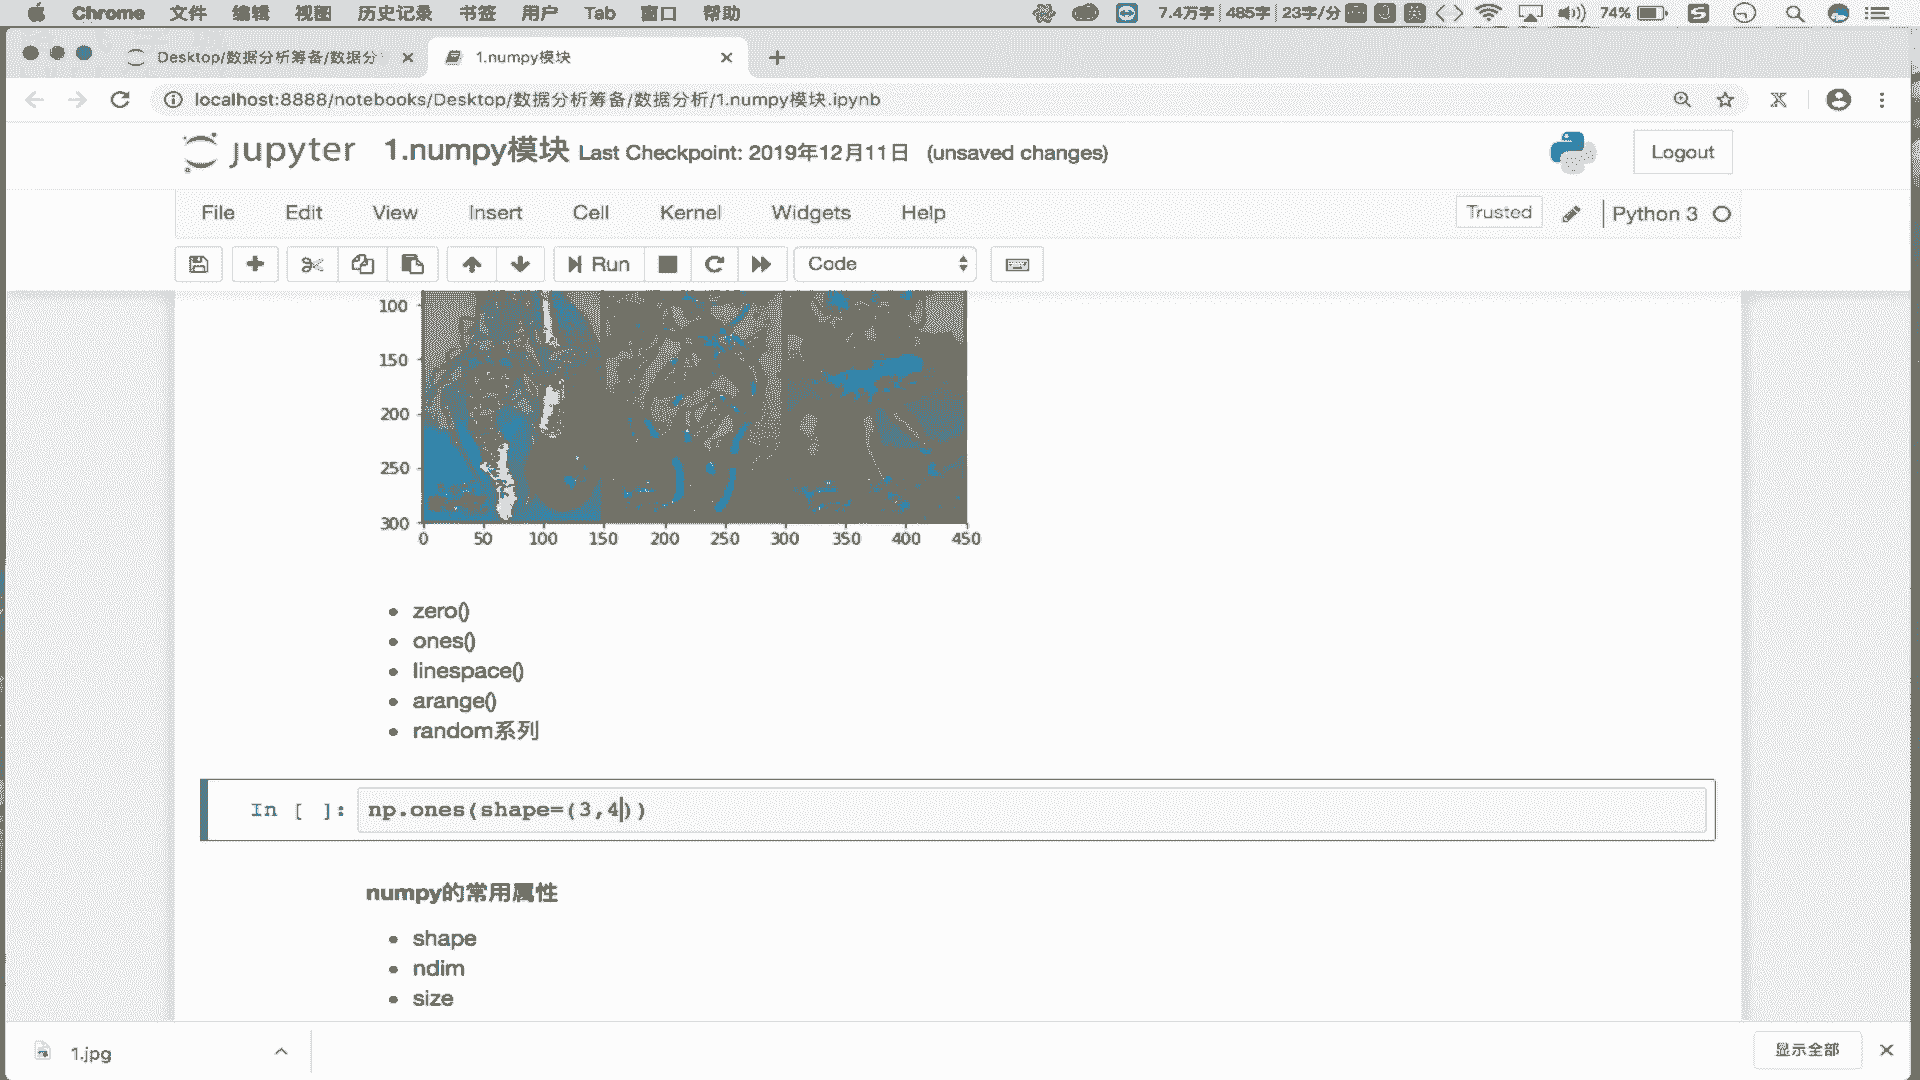 Chrome 文件 编辑 视图 历史记录 书签 用户 Tab 窗口 帮助 7.4万字 485字 23字/分 74%
Desktop/数据分析筹备/数据分 1.numpy模块
localhost:8888/notebooks/Desktop/数据分析筹备/数据分析/1.numpy模块.ipynb
jupyter 1.numpy模块 Last Checkpoint: 2019年12月11日 (unsaved changes) Logout
File Edit View Insert Cell Kernel Widgets Help Trusted Python 3
Run Code
100
150
200
250
300
0 50 100 150 200 250 300 350 400 450
zero()
ones()
linespace()
arange()
random系列
In [ ]: np.ones(shape=(3,4))
numpy的常用属性
shape
ndim
size
1.jpg 显示全部